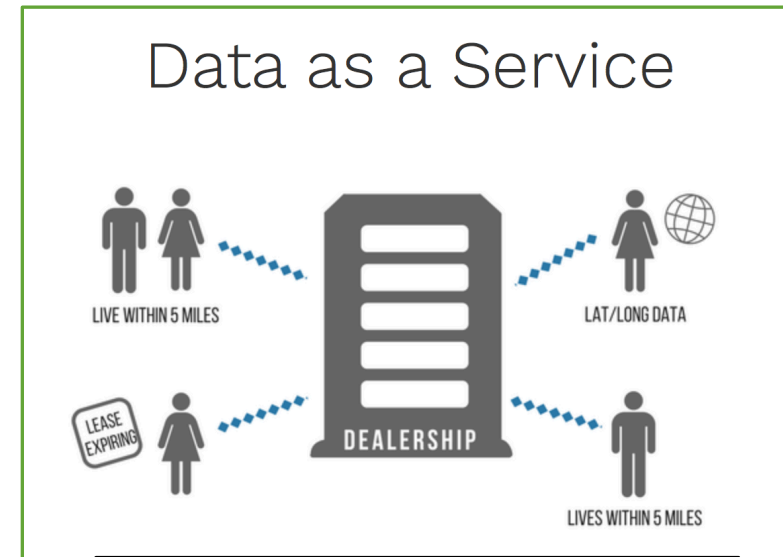 Data as a Service
LIVE WITHIN 5 MILES
LAT/LONG DATA
LEASE
EXPIRING
DEALERSHIP
LIVES WITHIN 5 MILES